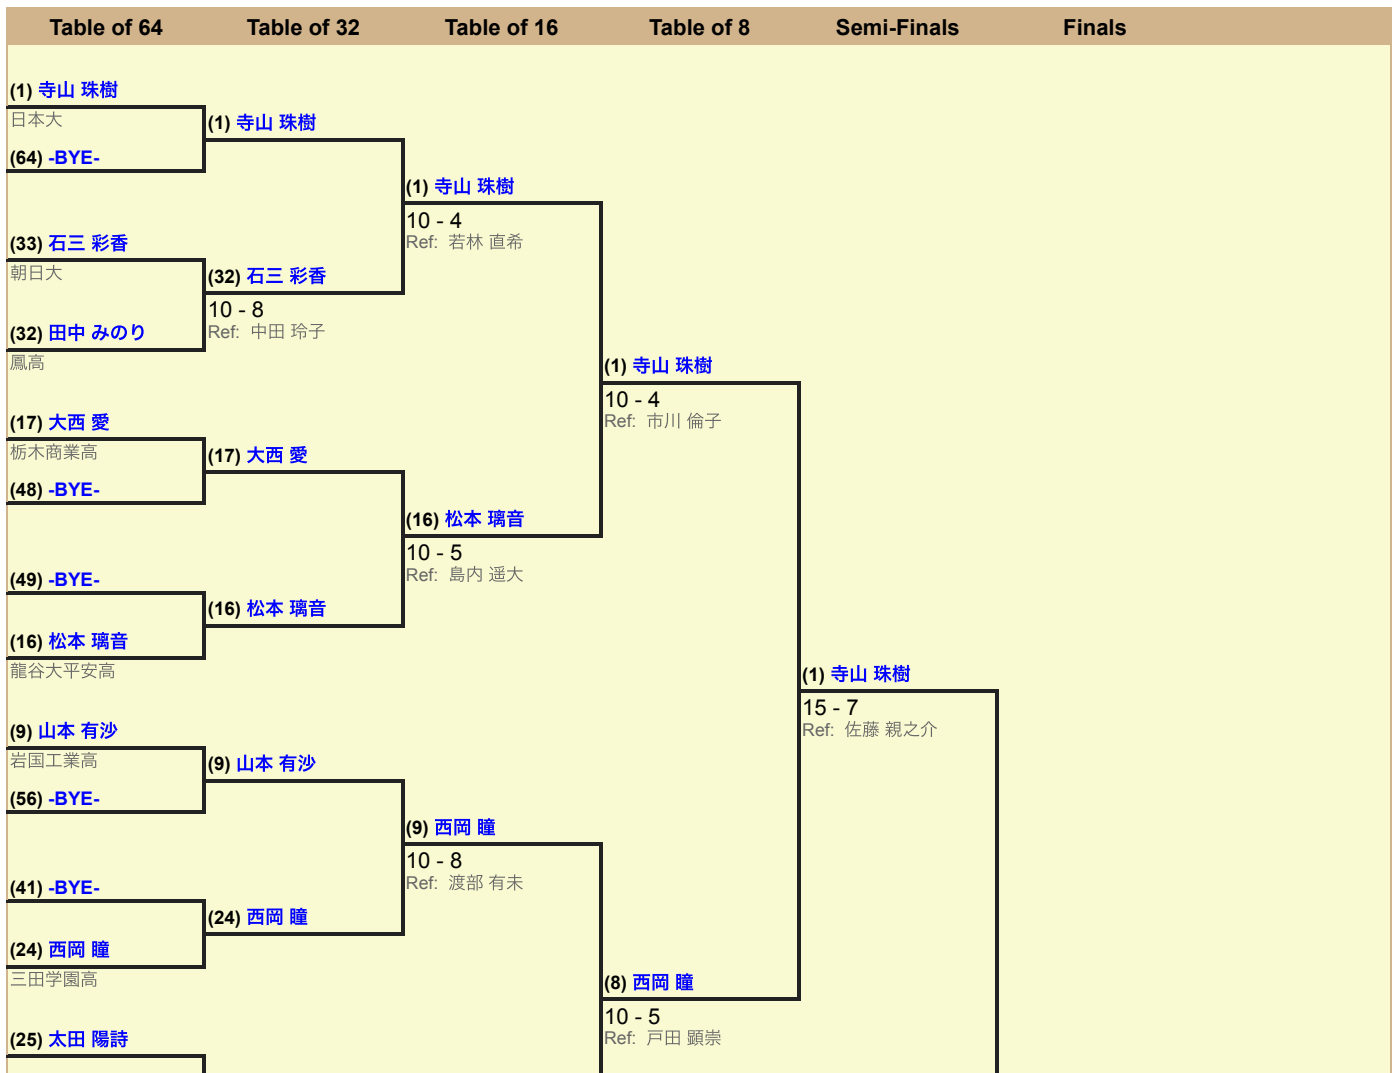 Table of 64
Table of 32
Table of 16
Table of 8
Semi-Finals
Finals
(1) 寺山 珠樹
日本大
(64) -BYE-
(33) 石三 彩香
朝日大
(32) 田中 みのり
鳳高
(17) 大西 愛
栃木商業高
(48) -BYE-
(49) -BYE-
(16) 松本 璃音
龍谷大平安高
(9) 山本 有沙
岩国工業高
(56) -BYE-
(41) -BYE-
(24) 西岡 瞳
三田学園高
(25) 太田 陽詩
(1) 寺山 珠樹
(32) 石三 彩香
10 - 8
Ref: 中田 玲子
(17) 大西 愛
(16) 松本 璃音
(9) 山本 有沙
(24) 西岡 瞳
(1) 寺山 珠樹
10 - 4
Ref: 若林 直希
(16) 松本 璃音
10 - 5
Ref: 島内 遥大
(9) 西岡 瞳
10 - 8
Ref: 渡部 有未
(1) 寺山 珠樹
10 - 4
Ref: 市川 倫子
(8) 西岡 瞳
10 - 5
Ref: 戸田 顕崇
(1) 寺山 珠樹
15 - 7
Ref: 佐藤 親之介